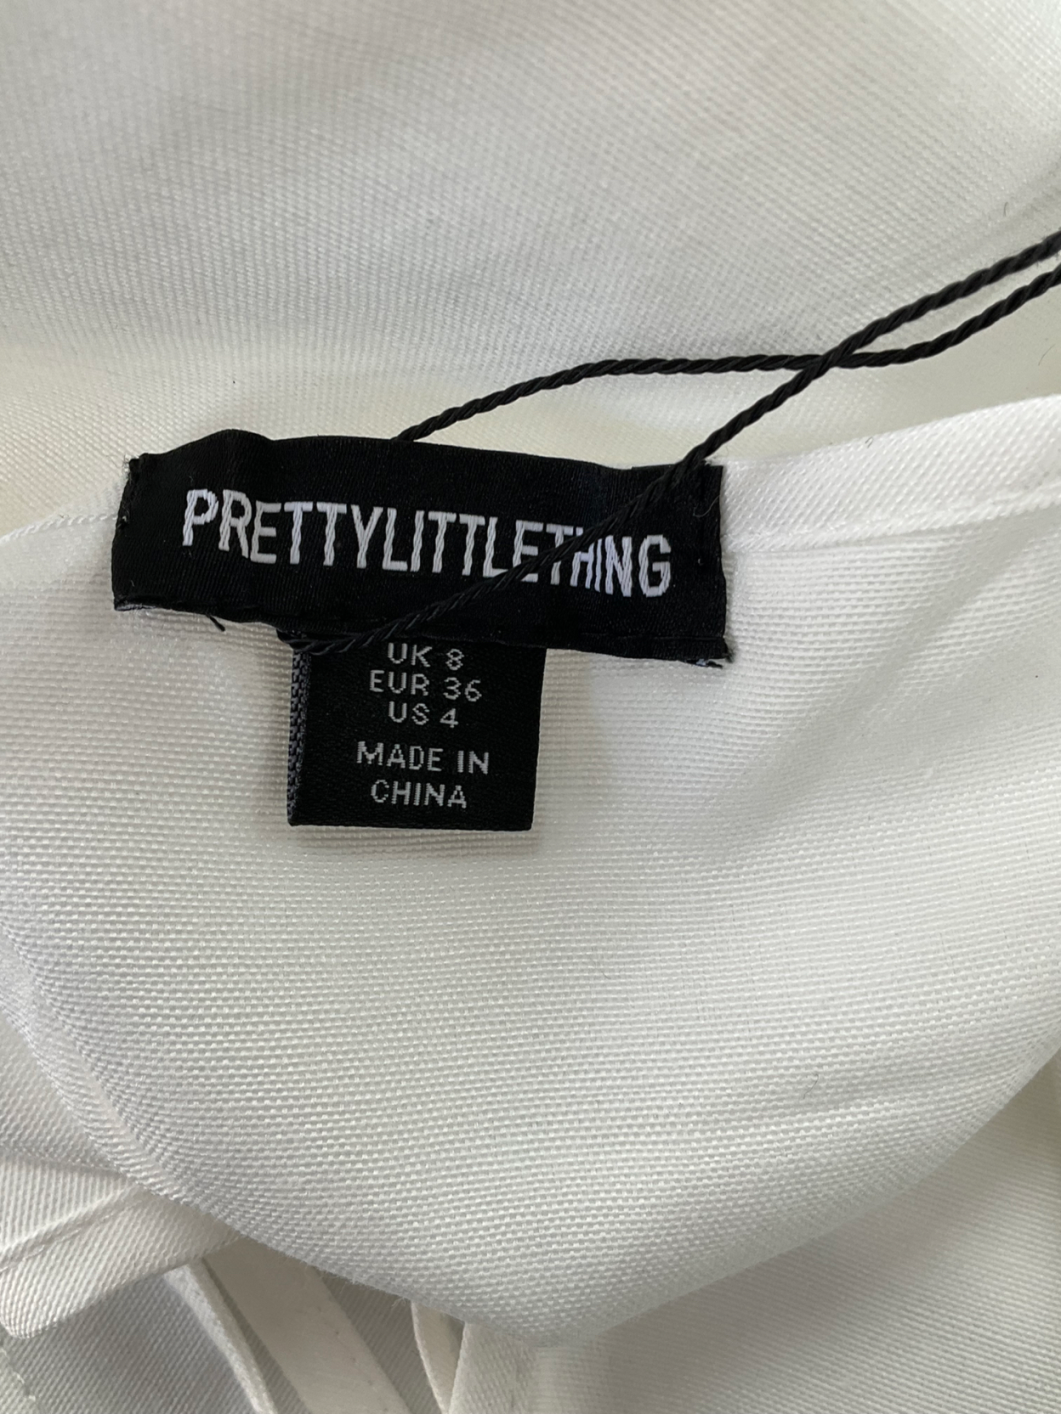 PRETTYLITTLETHING
UK 8
EUR 36
US 4
MADE IN
CHINA